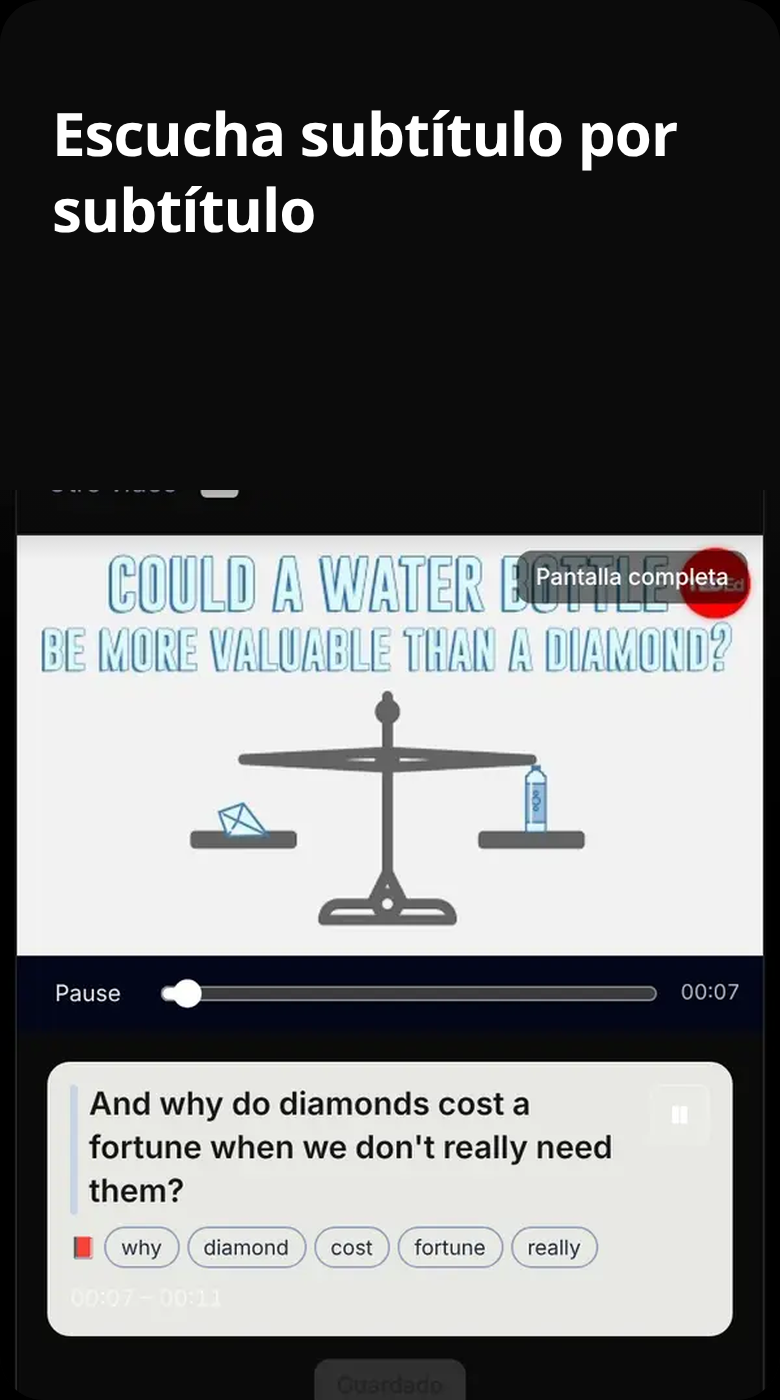 Escucha subtítulo por
subtítulo
COULD A WATER BOTTLE
Pantalla completa
BE MORE VALUABLE THAN A DIAMOND?
Pause
00:07
And why do diamonds cost a
fortune when we don't really need
them?
why diamond cost fortune really
00:07 – 00:11
Guardado